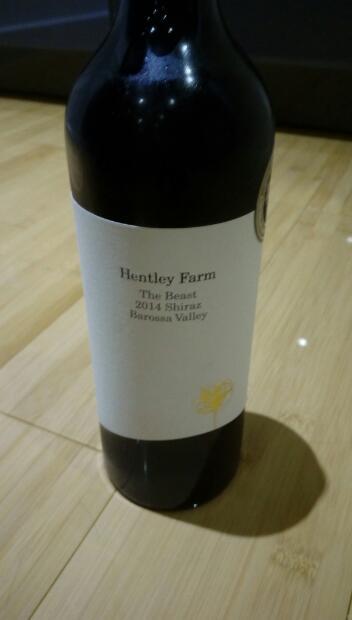 Hentley Farm
The Beast
2014 Shiraz
Barossa Valley